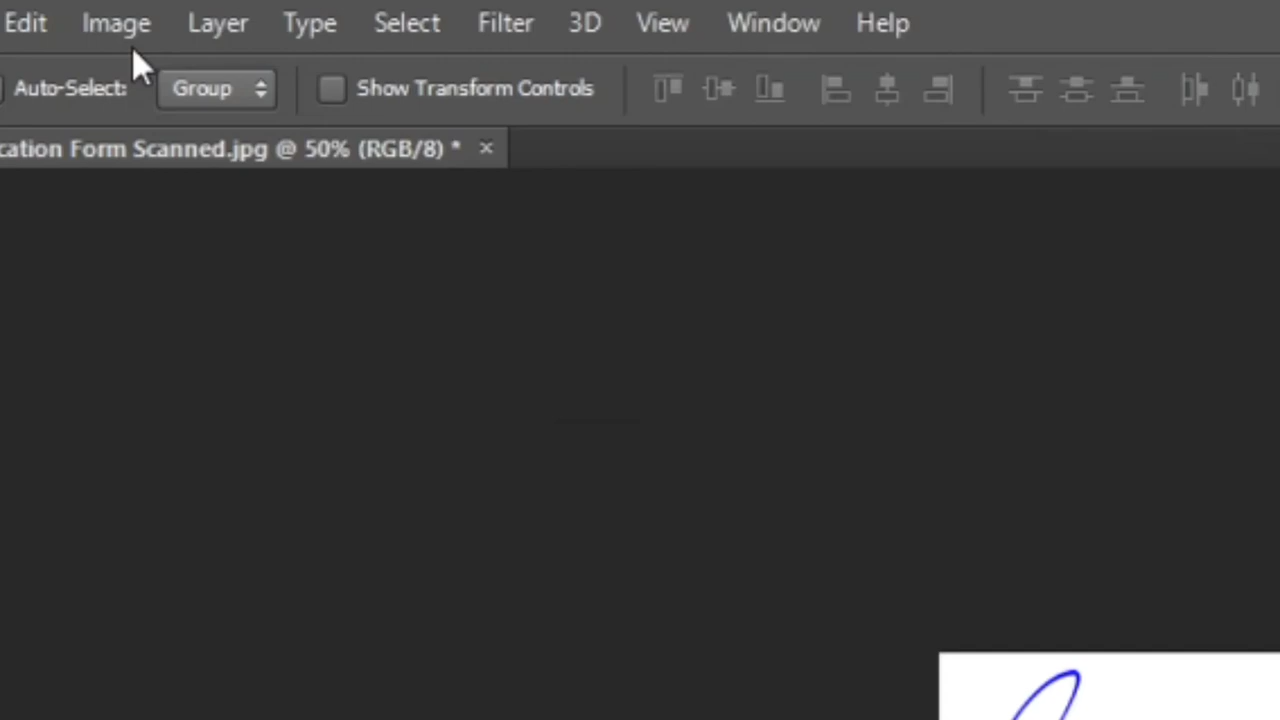 Edit Image Layer Type Select Filter 3D View Window Help
Auto-Select: Group Show Transform Controls
cation Form Scanned.jpg @ 50% (RGB/8) * ×